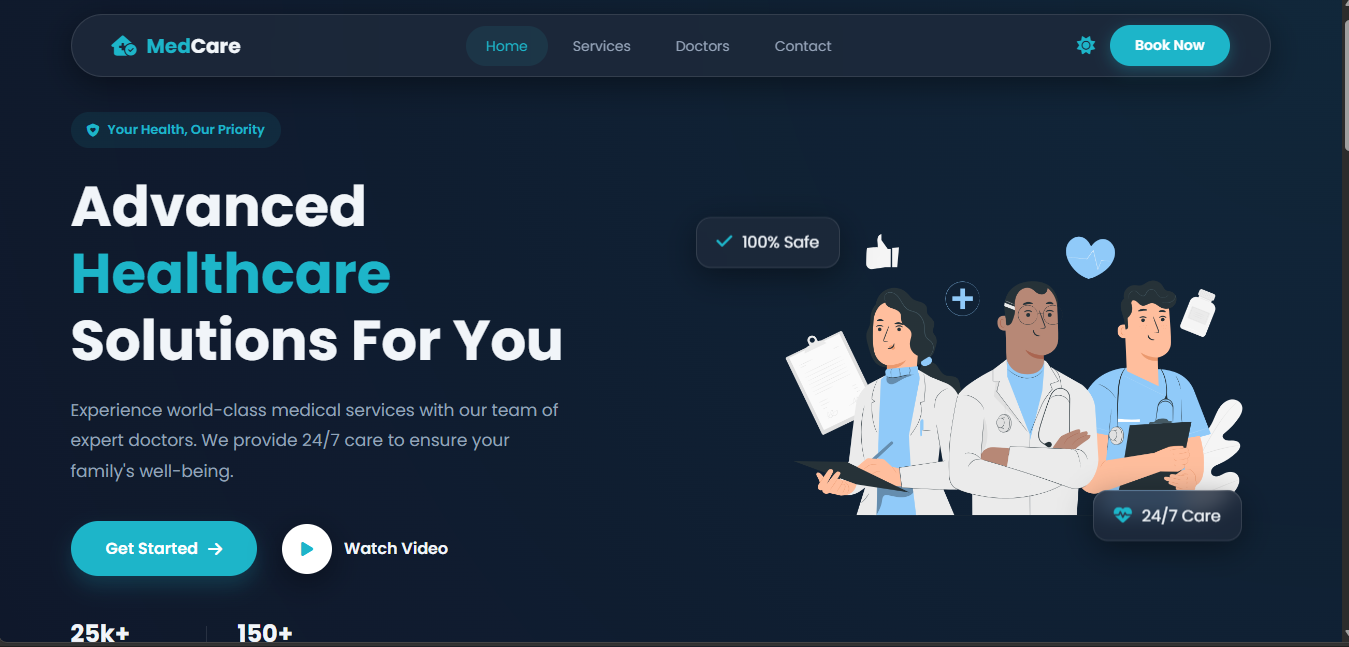 MedCare
Home
Services
Doctors
Contact
Book Now
Your Health, Our Priority
Advanced
Healthcare
Solutions For You
Experience world-class medical services with our team of
expert doctors. We provide 24/7 care to ensure your
family's well-being.
Get Started
Watch Video
25k+
150+
100% Safe
24/7 Care